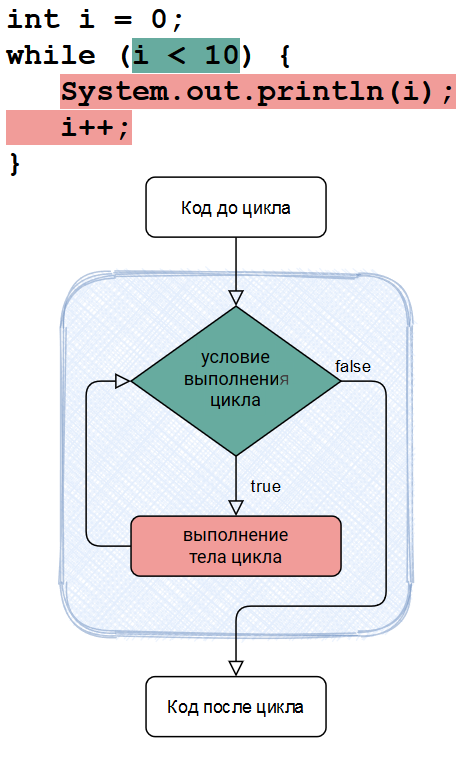 int i = 0;
while (i < 10) {
System.out.println(i);
i++;
}
Код до цикла
условие
выполнения
цикла
false
true
выполнение
тела цикла
Код после цикла